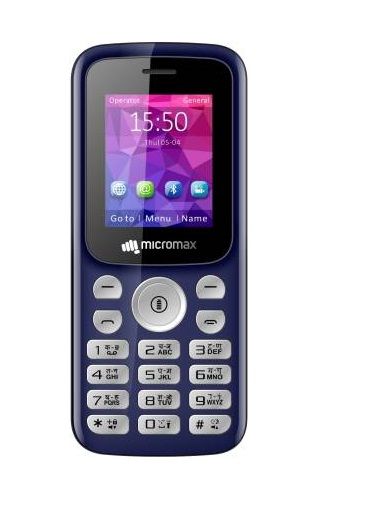 Operator General
15:50
Thu 05-04
Go to Menu Name
micromax
1 क-ङ
2 च-ञ ABC
3 ट-ण DEF
4 त-न GHI
5 प-म JKL
6 य-ल MNO
7 PQRS
8 TUV
9 WXYZ
*
0
#